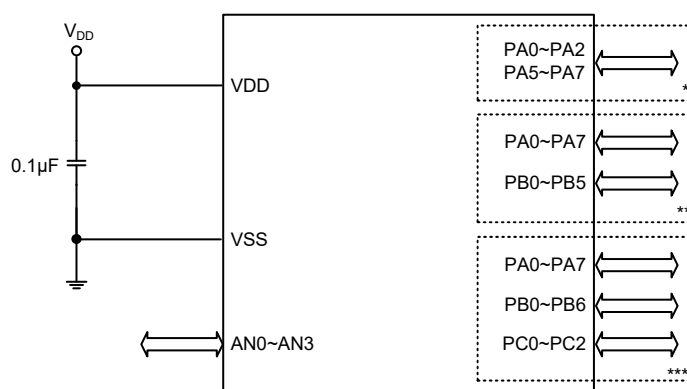 VDD
VDD
0.1µF
VSS
AN0~AN3
PA0~PA2
PA5~PA7
*
PA0~PA7
PB0~PB5
**
PA0~PA7
PB0~PB6
PC0~PC2
***